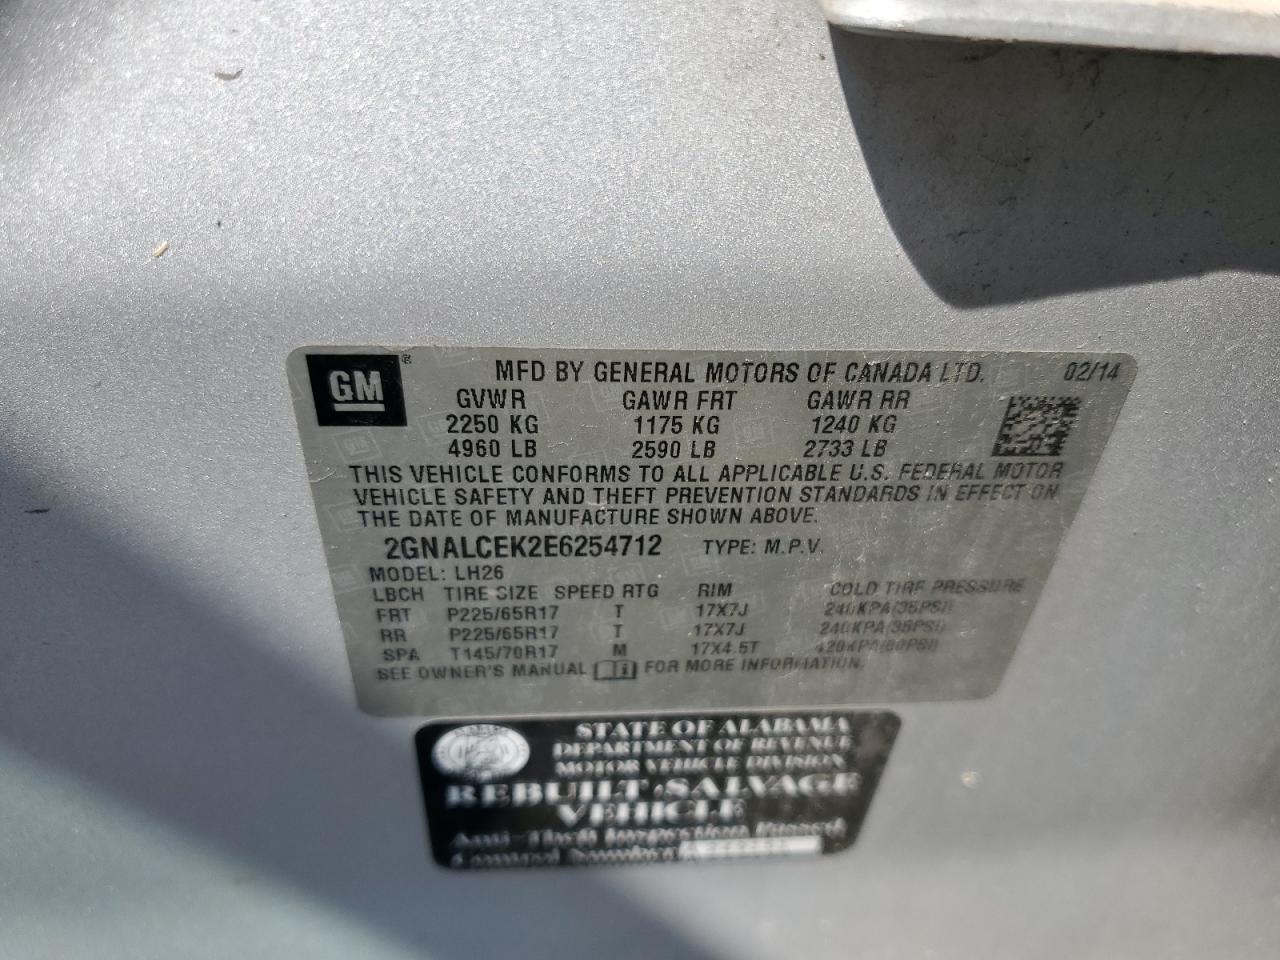 GM ® MFD BY GENERAL MOTORS OF CANADA LTD. 02/14
GVWR GAWR FRT GAWR RR
2250 KG 1175 KG 1240 KG
4960 LB 2590 LB 2733 LB
THIS VEHICLE CONFORMS TO ALL APPLICABLE U.S. FEDERAL MOTOR
VEHICLE SAFETY AND THEFT PREVENTION STANDARDS IN EFFECT ON
THE DATE OF MANUFACTURE SHOWN ABOVE.
2GNALCEK2E6254712 TYPE: M.P.V.
MODEL: LH26
LBCH TIRE SIZE SPEED RTG RIM COLD TIRE PRESSURE
FRT P225/65R17 T 17X7J 240KPA(35PSI)
RR P225/65R17 T 17X7J 240KPA(35PSI)
SPA T145/70R17 M 17X4.5T 420KPA(60PSI)
SEE OWNER'S MANUAL FOR MORE INFORMATION.
STATE OF ALABAMA
DEPARTMENT OF REVENUE
MOTOR VEHICLE DIVISION
REBUILT SALVAGE
VEHICLE
Anti-Theft Inspection Passed
Control Number